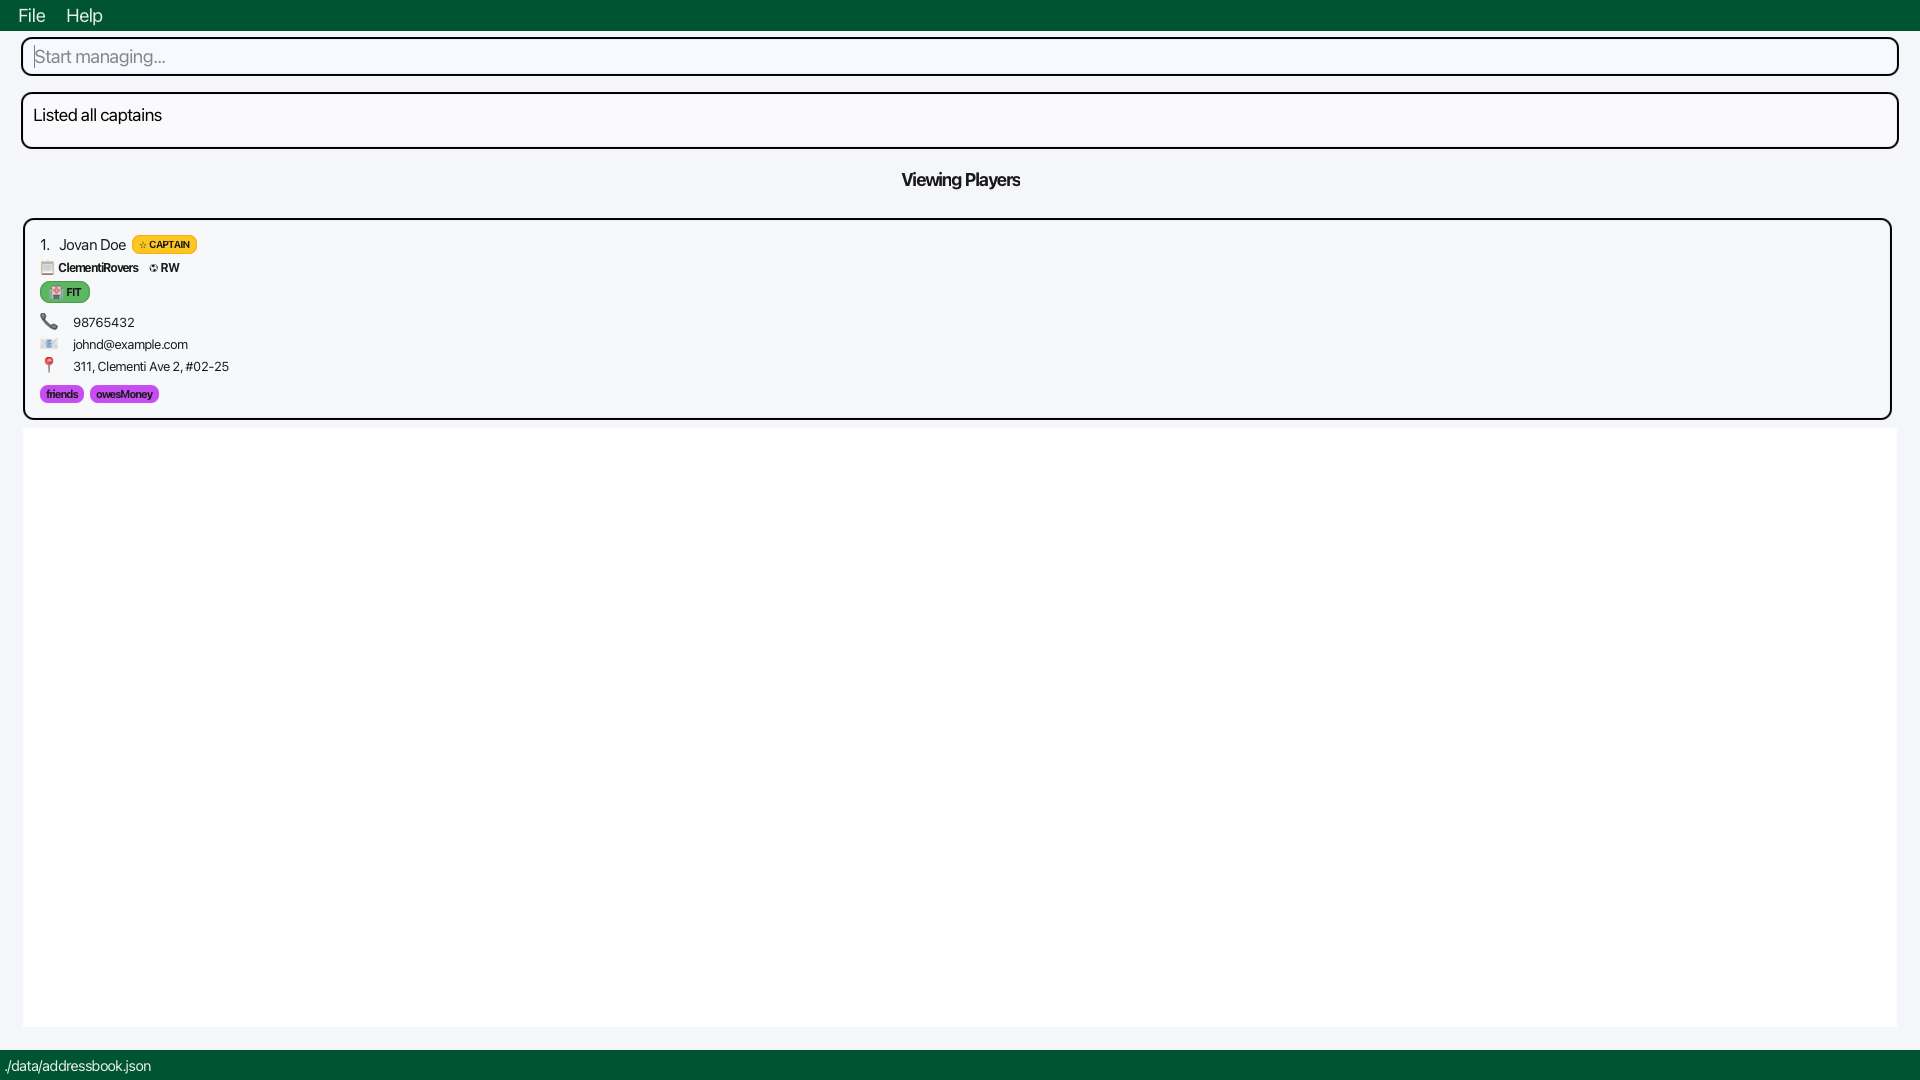 File Help
Start managing...
Listed all captains
Viewing Players
1. Jovan Doe ☆ CAPTAIN
📋 ClementiRovers ⚽ RW
🏥 FIT
📞 98765432
📧 johnd@example.com
📍 311, Clementi Ave 2, #02-25
friends owesMoney
./data/addressbook.json